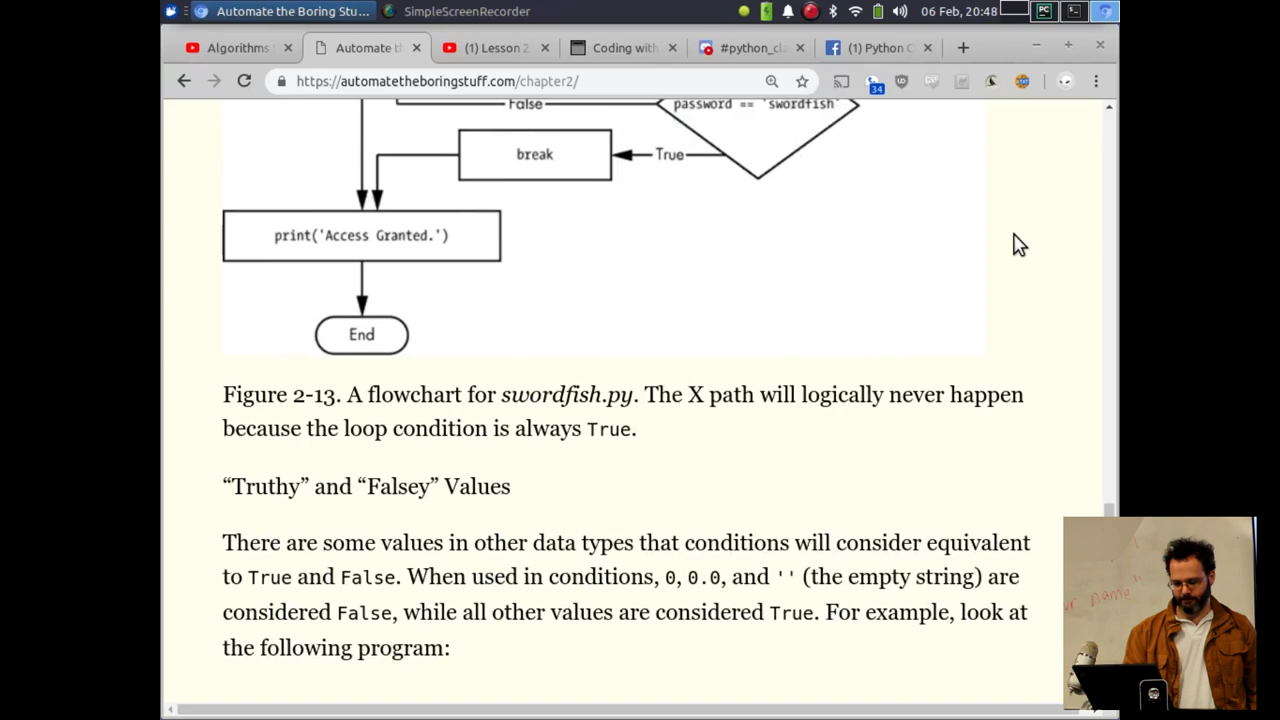 Automate the Boring Stu...
SimpleScreenRecorder
06 Feb, 20:48
Algorithms
Automate th
(1) Lesson 2
Coding with
#python_cla
(1) Python C
https://automatetheboringstuff.com/chapter2/
34
False
password == 'swordfish'
break
True
print('Access Granted.')
End
Figure 2-13. A flowchart for swordfish.py. The X path will logically never happen
because the loop condition is always True.
“Truthy” and “Falsey” Values
There are some values in other data types that conditions will consider equivalent
to True and False. When used in conditions, 0, 0.0, and '' (the empty string) are
considered False, while all other values are considered True. For example, look at
the following program:
name"